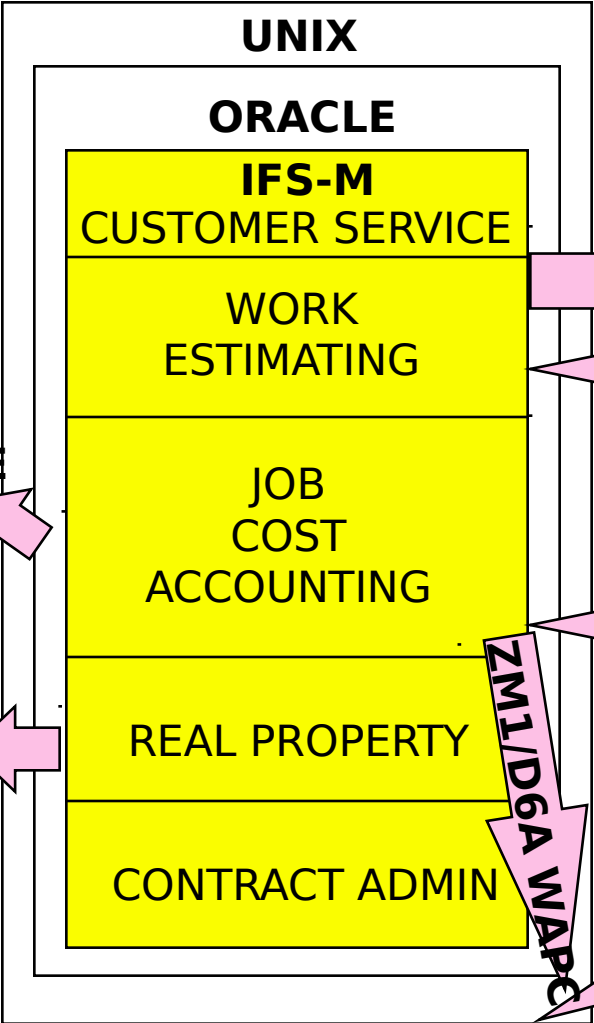 UNIX
ORACLE
IFS-M
CUSTOMER SERVICE
WORK
ESTIMATING
JOB
COST
ACCOUNTING
REAL PROPERTY
CONTRACT ADMIN
ZM1/D6A WAPC